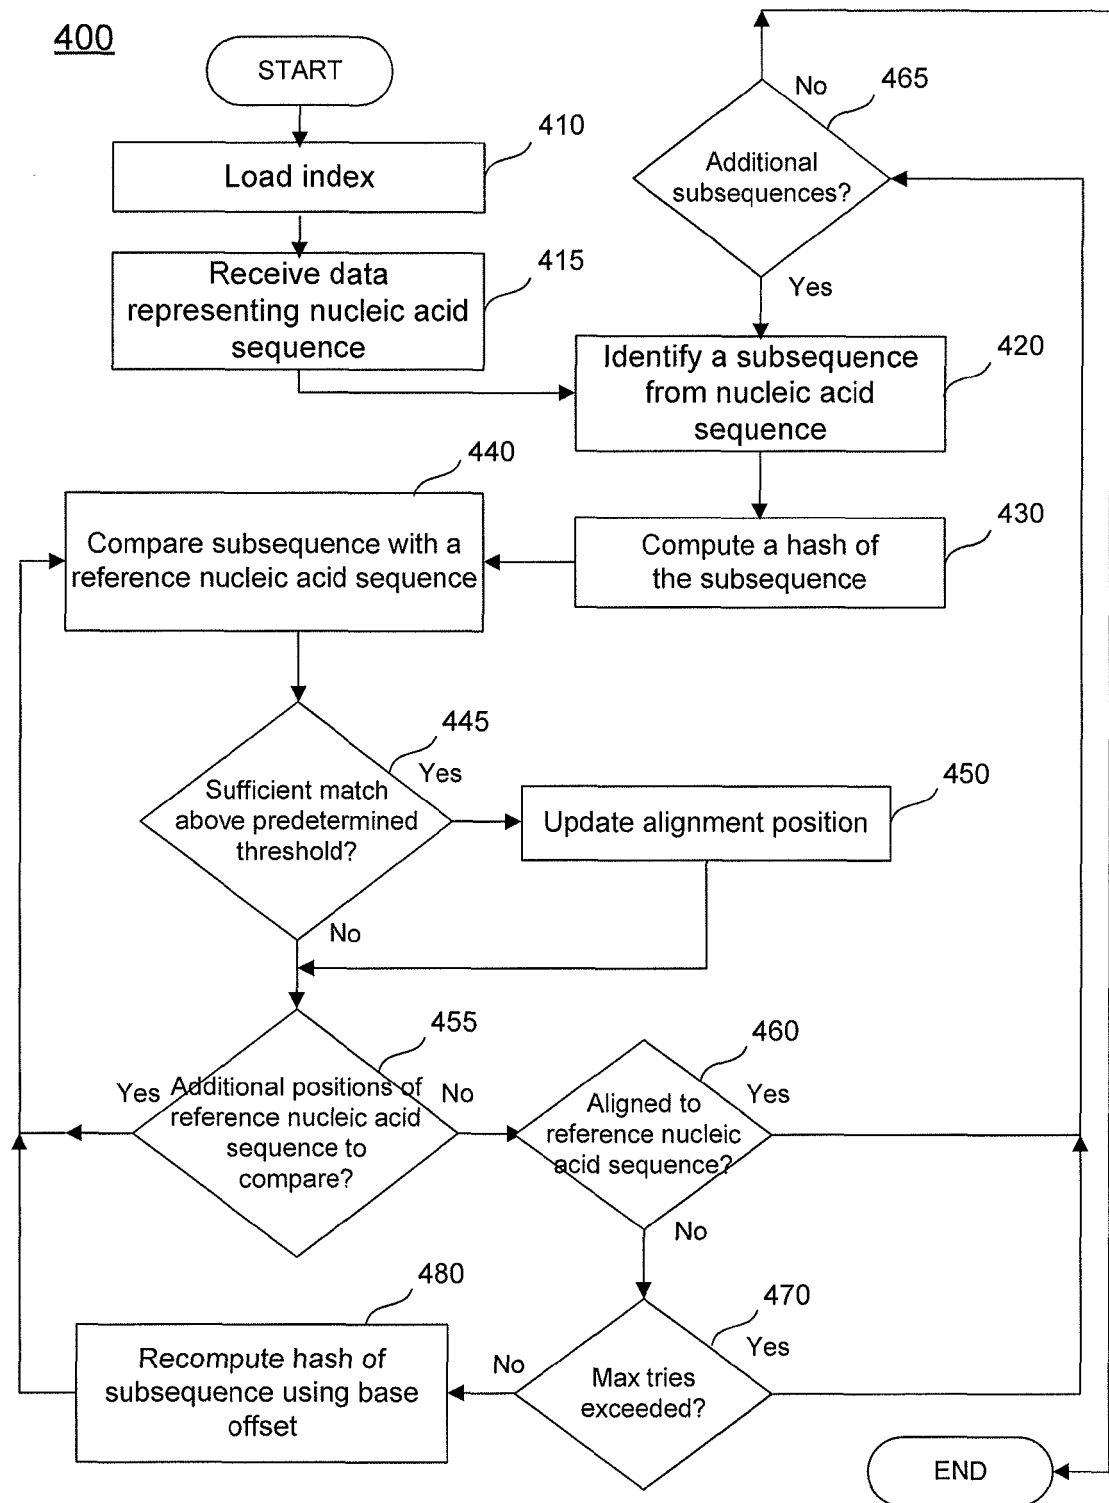 400
START
410
Load index
415
Receive data
representing nucleic acid
sequence
No
465
Additional
subsequences?
Yes
420
Identify a subsequence
from nucleic acid
sequence
430
Compute a hash of
the subsequence
440
Compare subsequence with a
reference nucleic acid sequence
445
Yes
Sufficient match
above predetermined
threshold?
No
450
Update alignment position
455
Yes
Additional positions of
reference nucleic acid
sequence to
compare?
No
460
Yes
Aligned to
reference nucleic
acid sequence?
No
470
Yes
Max tries
exceeded?
No
480
Recompute hash of
subsequence using base
offset
END